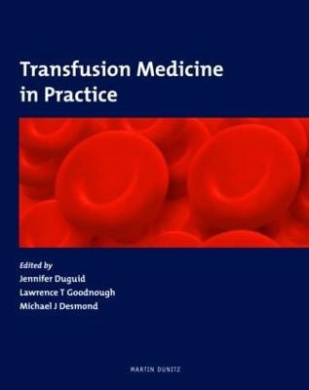 Transfusion Medicine
in Practice
Edited by
Jennifer Duguid
Lawrence T Goodnough
Michael J Desmond
MARTIN DUNITZ